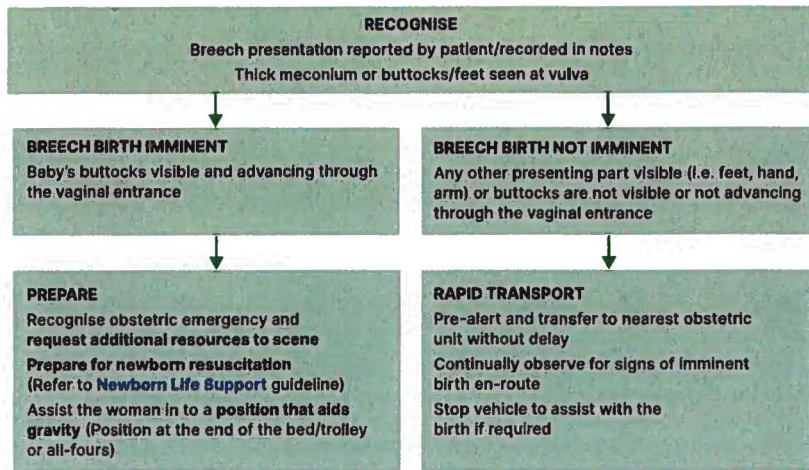 RECOGNISE
Breech presentation reported by patient/recorded in notes
Thick meconium or buttocks/feet seen at vulva
BREECH BIRTH IMMINENT
Baby's buttocks visible and advancing through
the vaginal entrance
BREECH BIRTH NOT IMMINENT
Any other presenting part visible (i.e. feet, hand,
arm) or buttocks are not visible or not advancing
through the vaginal entrance
PREPARE
Recognise obstetric emergency and
request additional resources to scene
Prepare for newborn resuscitation
(Refer to Newborn Life Support guideline)
Assist the woman in to a position that aids
gravity (Position at the end of the bed/trolley
or all-fours)
RAPID TRANSPORT
Pre-alert and transfer to nearest obstetric
unit without delay
Continually observe for signs of imminent
birth en-route
Stop vehicle to assist with the
birth if required